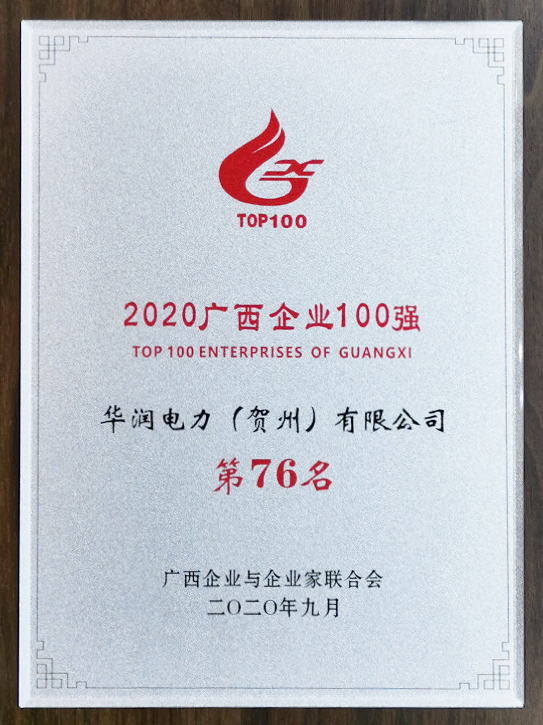 TOP100
2020广西企业100强
TOP 100 ENTERPRISES OF GUANGXI
华润电力（贺州）有限公司
第76名
广西企业与企业家联合会
二〇二〇年九月